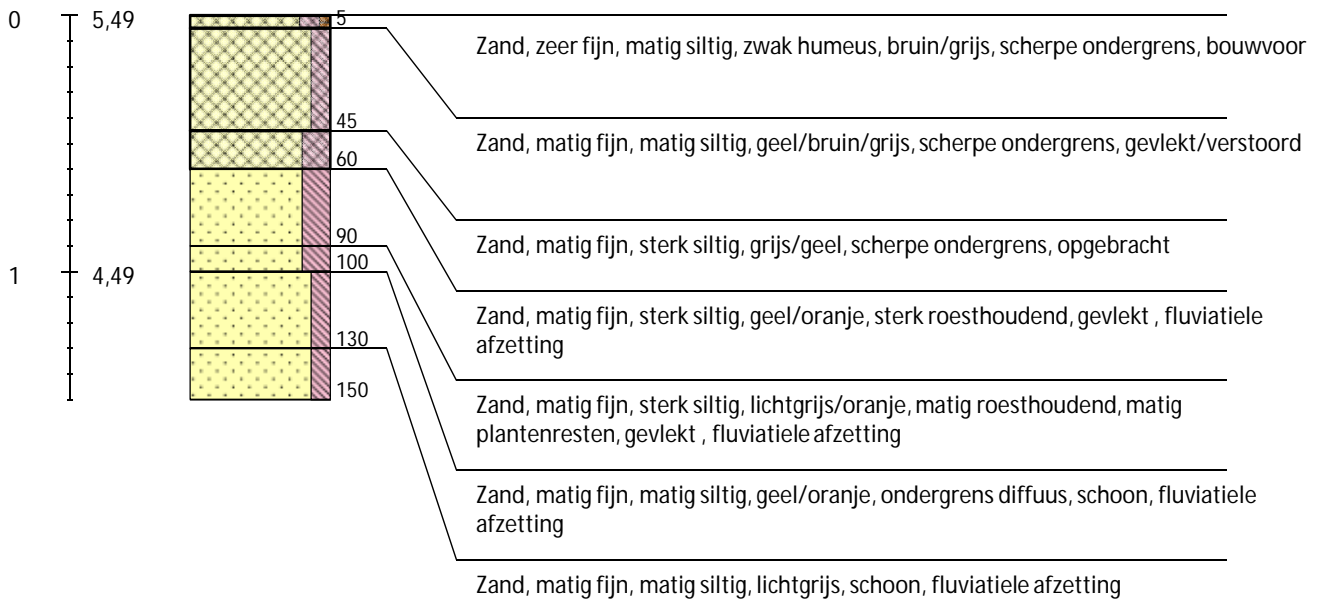 0 5,49 5
Zand, zeer fijn, matig siltig, zwak humeus, bruin/grijs, scherpe ondergrens, bouwvoor
45
Zand, matig fijn, matig siltig, geel/bruin/grijs, scherpe ondergrens, gevlekt/verstoord
60
90
Zand, matig fijn, sterk siltig, grijs/geel, scherpe ondergrens, opgebracht
100
1 4,49
Zand, matig fijn, sterk siltig, geel/oranje, sterk roesthoudend, gevlekt , fluviatiele
afzetting
130
150
Zand, matig fijn, sterk siltig, lichtgrijs/oranje, matig roesthoudend, matig
plantenresten, gevlekt , fluviatiele afzetting
Zand, matig fijn, matig siltig, geel/oranje, ondergrens diffuus, schoon, fluviatiele
afzetting
Zand, matig fijn, matig siltig, lichtgrijs, schoon, fluviatiele afzetting